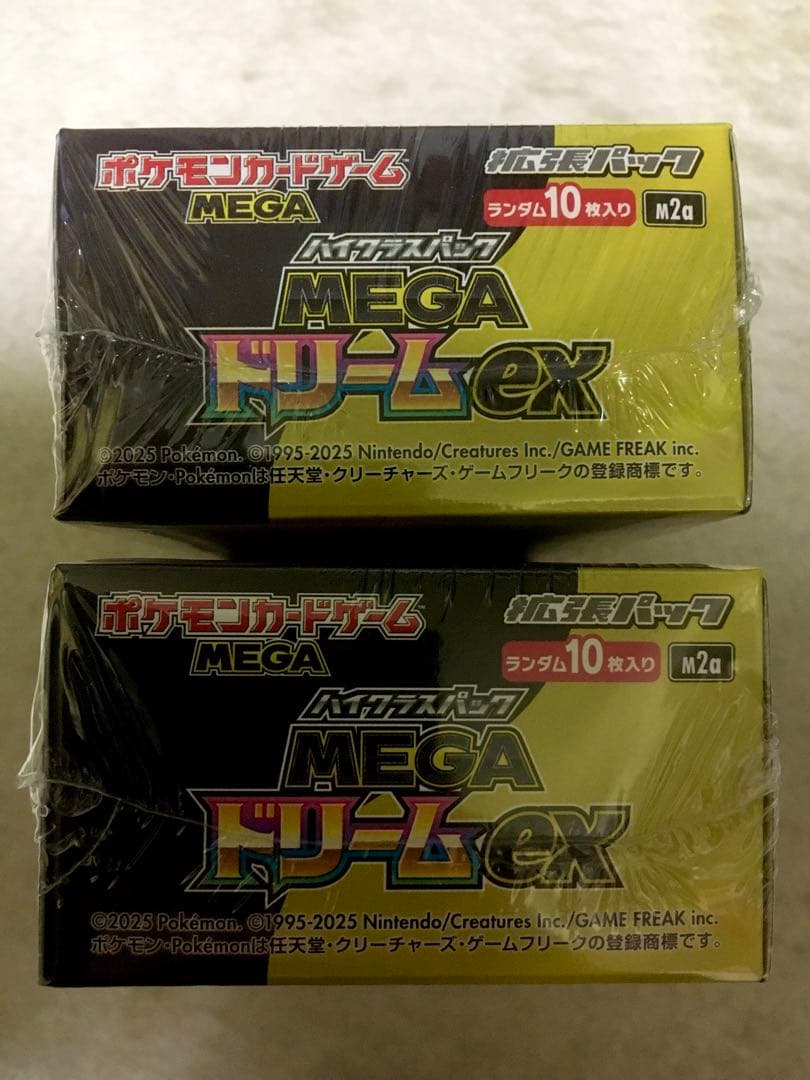 ポケモンカードゲーム
MEGA
拡張パック
ランダム10枚入り
M2a
ハイクラスパック
MEGA
ドリームex
©2025 Pokémon. ©1995-2025 Nintendo/Creatures Inc./GAME FREAK inc.
ポケモン・Pokémonは任天堂・クリーチャーズ・ゲームフリークの登録商標です。
ポケモンカードゲーム
MEGA
拡張パック
ランダム10枚入り
M2a
ハイクラスパック
MEGA
ドリームex
©2025 Pokémon. ©1995-2025 Nintendo/Creatures Inc./GAME FREAK inc.
ポケモン・Pokémonは任天堂・クリーチャーズ・ゲームフリークの登録商標です。